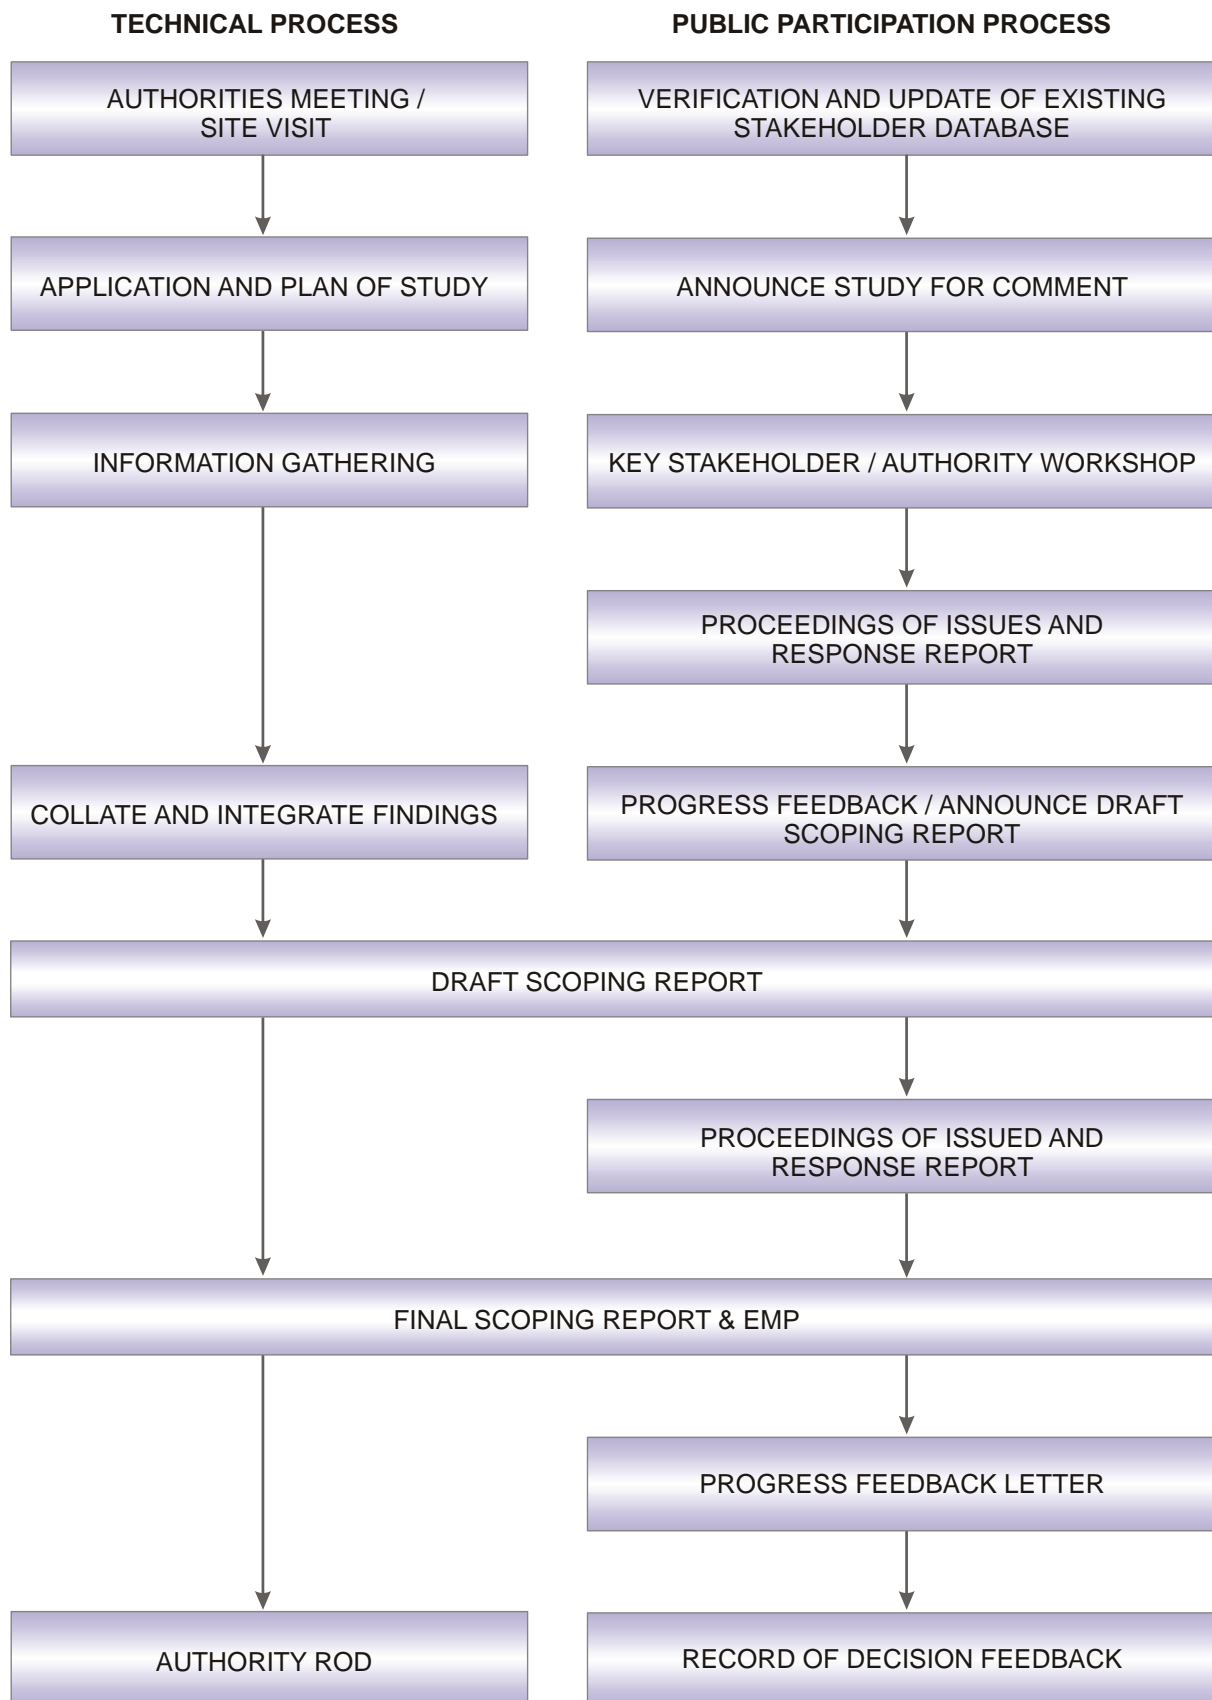 TECHNICAL PROCESS
PUBLIC PARTICIPATION PROCESS
AUTHORITIES MEETING /
SITE VISIT
VERIFICATION AND UPDATE OF EXISTING
STAKEHOLDER DATABASE
APPLICATION AND PLAN OF STUDY
ANNOUNCE STUDY FOR COMMENT
INFORMATION GATHERING
KEY STAKEHOLDER / AUTHORITY WORKSHOP
PROCEEDINGS OF ISSUES AND
RESPONSE REPORT
COLLATE AND INTEGRATE FINDINGS
PROGRESS FEEDBACK / ANNOUNCE DRAFT
SCOPING REPORT
DRAFT SCOPING REPORT
PROCEEDINGS OF ISSUED AND
RESPONSE REPORT
FINAL SCOPING REPORT & EMP
PROGRESS FEEDBACK LETTER
AUTHORITY ROD
RECORD OF DECISION FEEDBACK